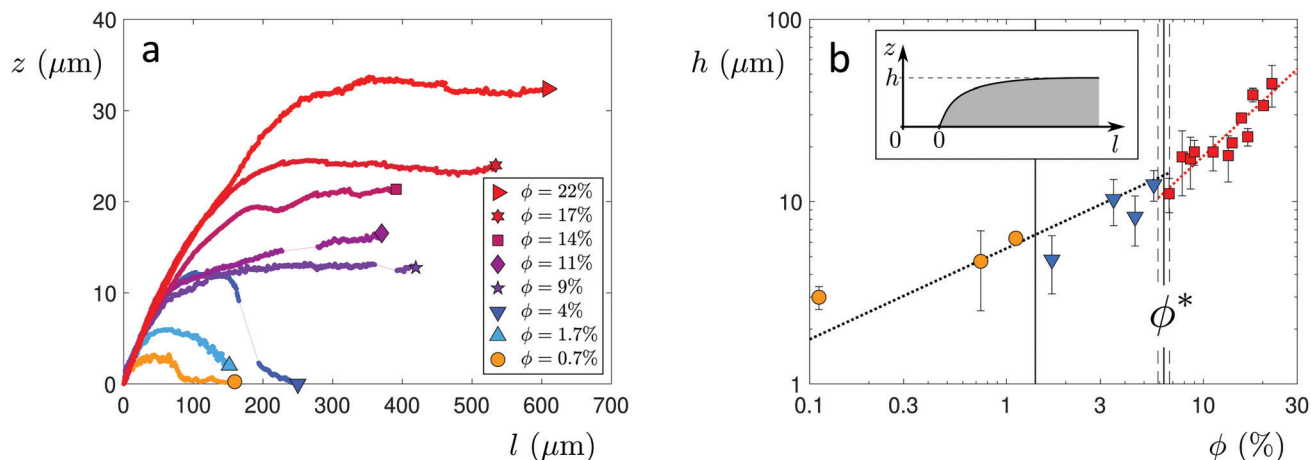 a
z (μm)
40
30
20
10
0
0 100 200 300 400 500 600 700
l (μm)
ϕ = 22%
ϕ = 17%
ϕ = 14%
ϕ = 11%
ϕ = 9%
ϕ = 4%
ϕ = 1.7%
ϕ = 0.7%
b
h (μm)
100
10
1
0.1 0.3 1 3 10 30
ϕ (%)
z
h
0 0 l
ϕ*